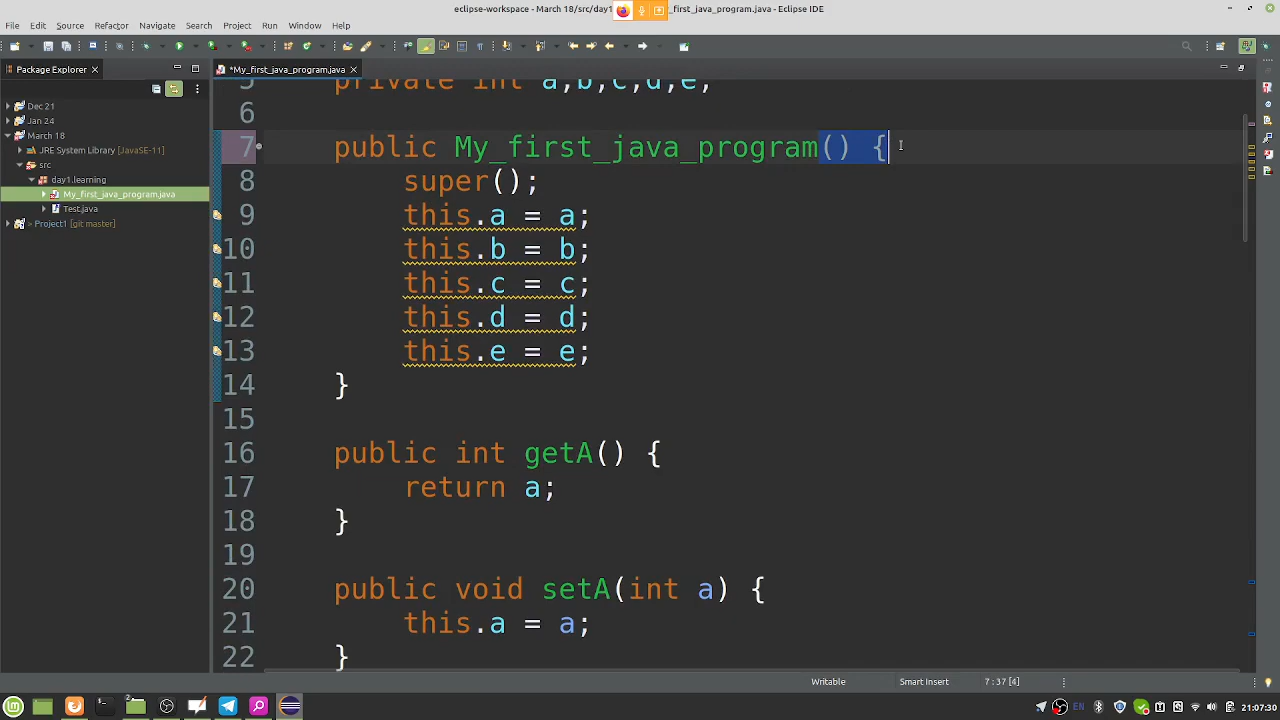 eclipse-workspace - March 18/src/day1
_first_java_program.java - Eclipse IDE
File Edit Source Refactor Navigate Search Project Run Window Help
Package Explorer
*My_first_java_program.java
Dec 21
Jan 24
March 18
JRE System Library [JavaSE-11]
src
day1.learning
My_first_java_program.java
Test.java
> Project1 [git master]
5 private int a,b,c,d,e;
6
7 public My_first_java_program() {
8 super();
9 this.a = a;
10 this.b = b;
11 this.c = c;
12 this.d = d;
13 this.e = e;
14 }
15
16 public int getA() {
17 return a;
18 }
19
20 public void setA(int a) {
21 this.a = a;
22 }
Writable Smart Insert 7:37 [4]
2 EN 21:07:30